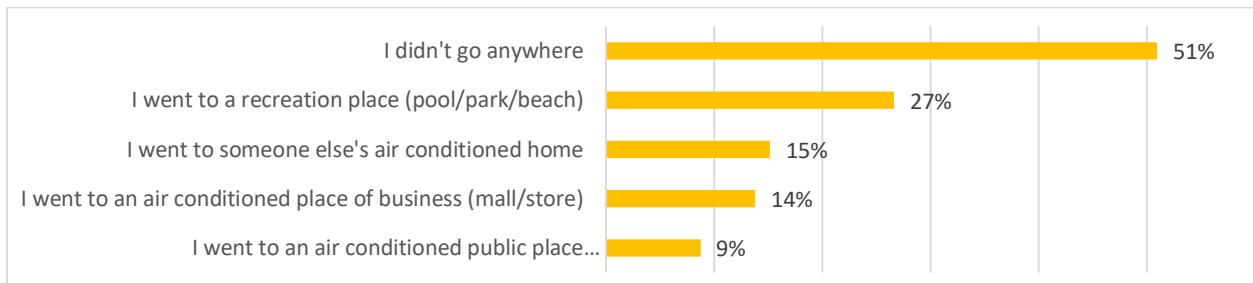 I didn't go anywhere 51%
I went to a recreation place (pool/park/beach) 27%
I went to someone else's air conditioned home 15%
I went to an air conditioned place of business (mall/store) 14%
I went to an air conditioned public place... 9%